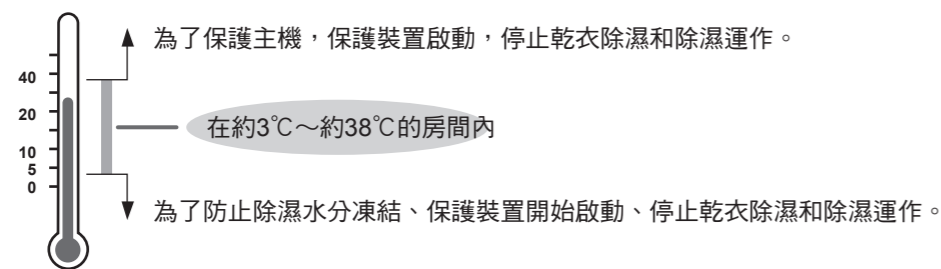 為了保護主機，保護裝置啟動，停止乾衣除濕和除濕運作。
40
20
在約3℃～約38℃的房間內
10
5
0
為了防止除濕水分凍結、保護裝置開始啟動、停止乾衣除濕和除濕運作。